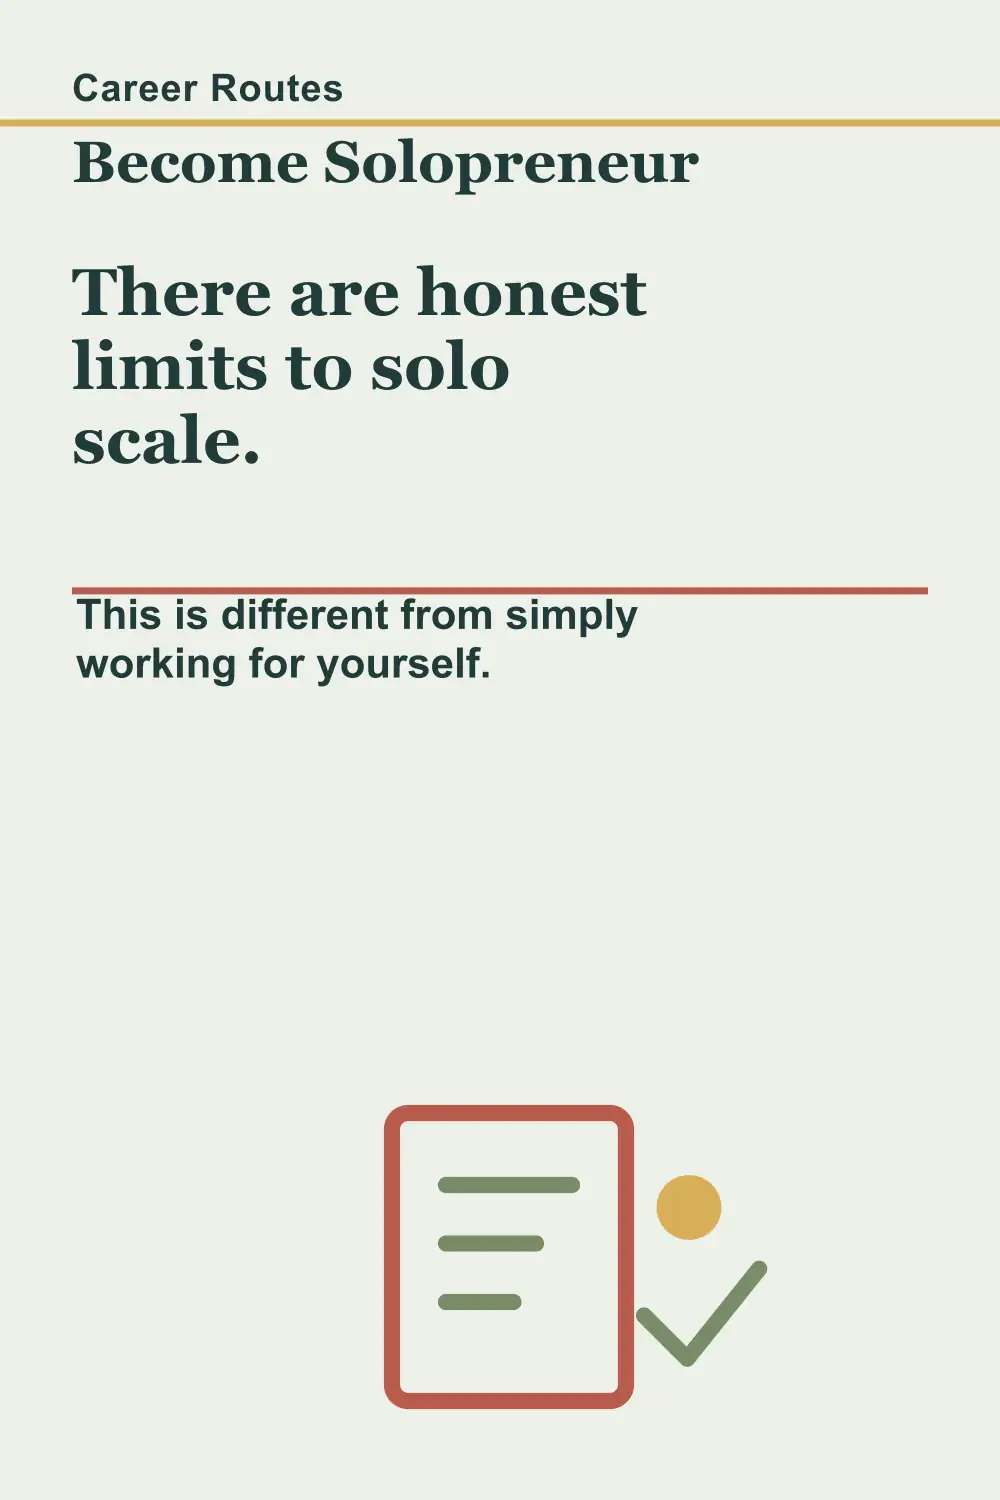 Career Routes
Become Solopreneur
There are honest
limits to solo
scale.
This is different from simply
working for yourself.